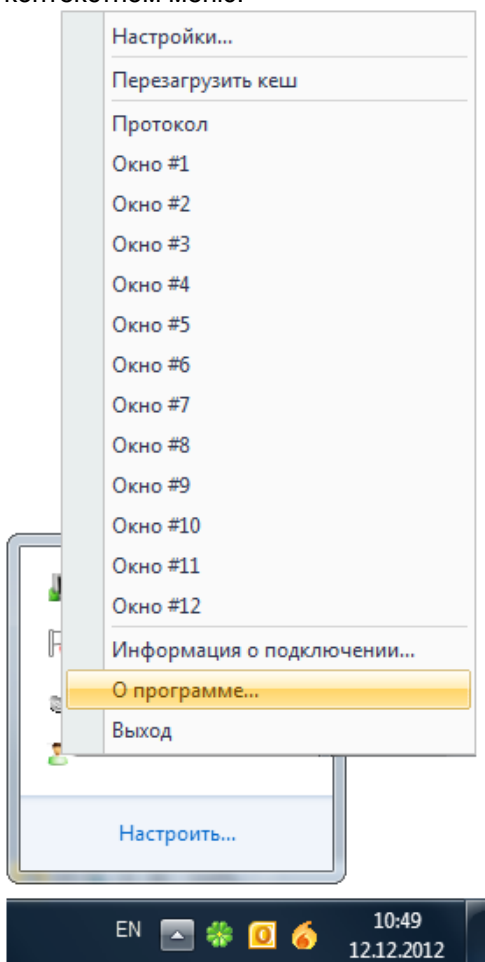 контекстном меню.
Настройки...
Перезагрузить кеш
Протокол
Окно #1
Окно #2
Окно #3
Окно #4
Окно #5
Окно #6
Окно #7
Окно #8
Окно #9
Окно #10
Окно #11
Окно #12
Информация о подключении...
О программе...
Выход
Настроить...
EN
10:49
12.12.2012